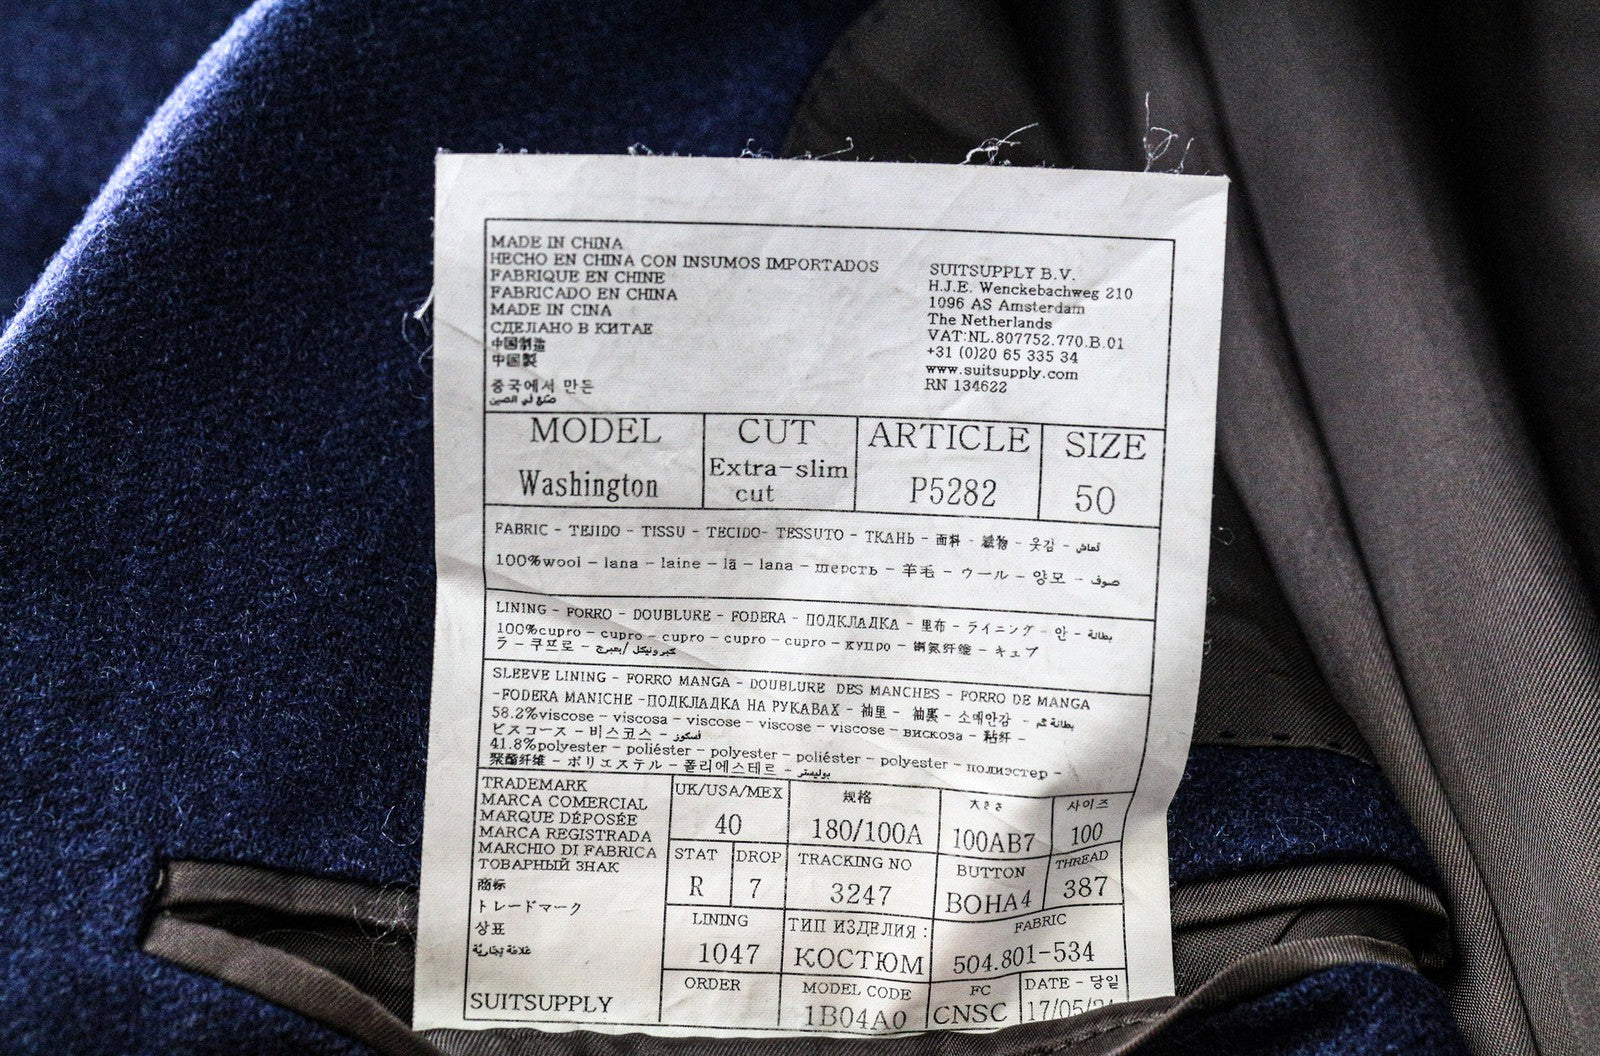 MADE IN CHINA
HECHO EN CHINA CON INSUMOS IMPORTADOS
FABRIQUE EN CHINE
FABRICADO EN CHINA
MADE IN CINA
СДЕЛАНО В КИТАЕ
中国制造
中国製
중국에서 만든
صنع في الصين
SUITSUPPLY B.V.
H.J.E. Wenckebachweg 210
1096 AS Amsterdam
The Netherlands
VAT:NL.807752.770.B.01
+31 (0)20 65 335 34
www.suitsupply.com
RN 134622
MODEL
Washington
CUT
Extra-slim
cut
ARTICLE
P5282
SIZE
50
FABRIC - TEJIDO - TISSU - TECIDO- TESSUTO - ТКАНЬ - 面料 - 織物 - 옷감 - قماش
100%wool - lana - laine - lã - lana - шерсть - 羊毛 - ウール - 양모 - صوف
LINING - FORRO - DOUBLURE - FODERA - ПОДКЛАДКА - 里布 - ライニング - 안 - بطانة
100%cupro - cupro - cupro - cupro - cupro - купро - 铜氨纤维 - キュプ
ラ - 쿠프로 -
SLEEVE LINING - FORRO MANGA - DOUBLURE DES MANCHES - FORRO DE MANGA
-FODERA MANICHE -ПОДКЛАДКА НА РУКАВАХ - 袖里 - 袖裏 - 소매안감 - بطانة كم
58.2%viscose - viscosa - viscose - viscose - viscose - вискоза - 粘纤 -
ビスコース - 비스코스 - فسكوز
41.8%polyester - poliéster - polyester - poliéster - polyester - полиэстер -
聚酯纤维 - ポリエステル - 폴리에스테르 - بوليستر
TRADEMARK
MARCA COMERCIAL
MARQUE DÉPOSÉE
MARCA REGISTRADA
MARCHIO DI FABRICA
ТОВАРНЫЙ ЗНАК
商标
トレードマーク
상표
علامة تجارية
SUITSUPPLY
UK/USA/MEX
40
规格
180/100A
大きさ
100AB7
사이즈
100
STAT
R
DROP
7
TRACKING NO
3247
BUTTON
BOHA4
THREAD
387
LINING
1047
ТИП ИЗДЕЛИЯ :
КОСТЮМ
FABRIC
504.801-534
ORDER
MODEL CODE
1B04A0
FC
CNSC
DATE - 당일
17/05/